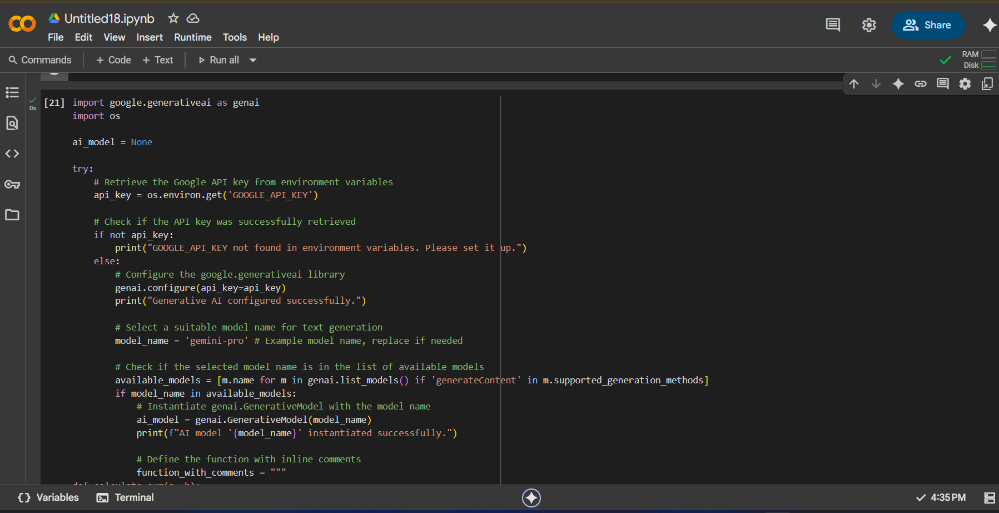 Untitled18.ipynb
File Edit View Insert Runtime Tools Help
Share
Commands + Code + Text Run all
RAM
Disk
0s
[21] import google.generativeai as genai
import os
ai_model = None
try:
# Retrieve the Google API key from environment variables
api_key = os.environ.get('GOOGLE_API_KEY')
# Check if the API key was successfully retrieved
if not api_key:
print("GOOGLE_API_KEY not found in environment variables. Please set it up.")
else:
# Configure the google.generativeai library
genai.configure(api_key=api_key)
print("Generative AI configured successfully.")
# Select a suitable model name for text generation
model_name = 'gemini-pro' # Example model name, replace if needed
# Check if the selected model name is in the list of available models
available_models = [m.name for m in genai.list_models() if 'generateContent' in m.supported_generation_methods]
if model_name in available_models:
# Instantiate genai.GenerativeModel with the model name
ai_model = genai.GenerativeModel(model_name)
print(f"AI model '{model_name}' instantiated successfully.")
# Define the function with inline comments
function_with_comments = """
Variables Terminal
4:35 PM